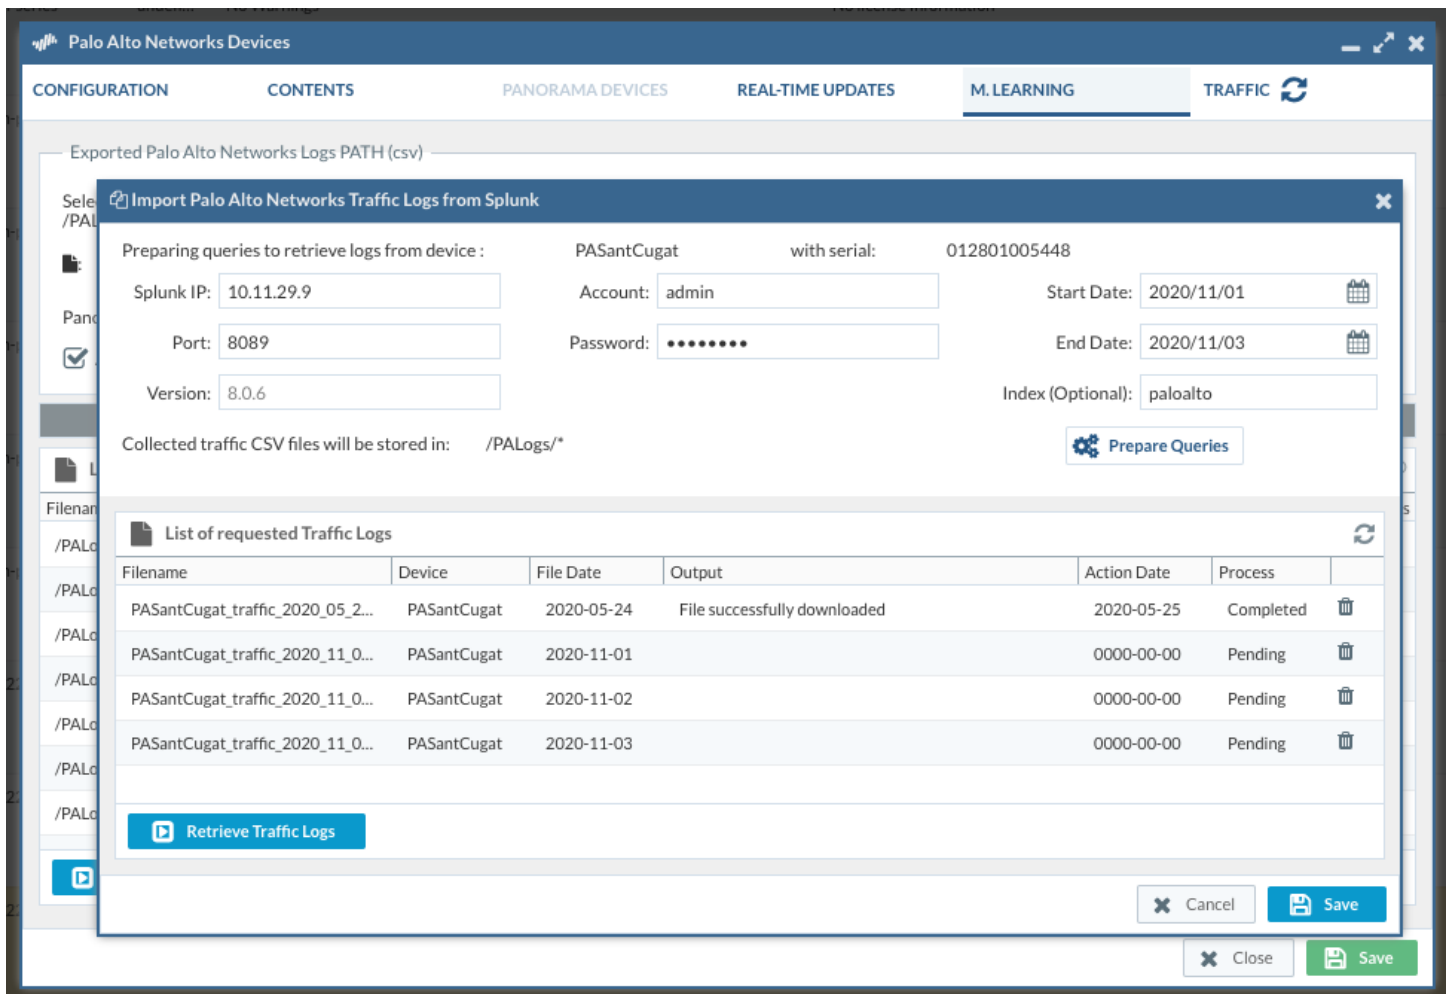 No Warnings
Palo Alto Networks Devices
CONFIGURATION CONTENTS PANORAMA DEVICES REAL-TIME UPDATES M. LEARNING TRAFFIC
Exported Palo Alto Networks Logs PATH (csv)
Import Palo Alto Networks Traffic Logs from Splunk
Preparing queries to retrieve logs from device : PASantCugat with serial: 012801005448
Splunk IP: 10.11.29.9 Account: admin Start Date: 2020/11/01
Port: 8089 Password: •••••••• End Date: 2020/11/03
Version: 8.0.6 Index (Optional): paloalto
Collected traffic CSV files will be stored in: /PALogs/* Prepare Queries
List of requested Traffic Logs
Filename Device File Date Output Action Date Process
PASantCugat_traffic_2020_05_2... PASantCugat 2020-05-24 File successfully downloaded 2020-05-25 Completed
PASantCugat_traffic_2020_11_0... PASantCugat 2020-11-01 0000-00-00 Pending
PASantCugat_traffic_2020_11_0... PASantCugat 2020-11-02 0000-00-00 Pending
PASantCugat_traffic_2020_11_0... PASantCugat 2020-11-03 0000-00-00 Pending
Retrieve Traffic Logs
Cancel Save
Close Save